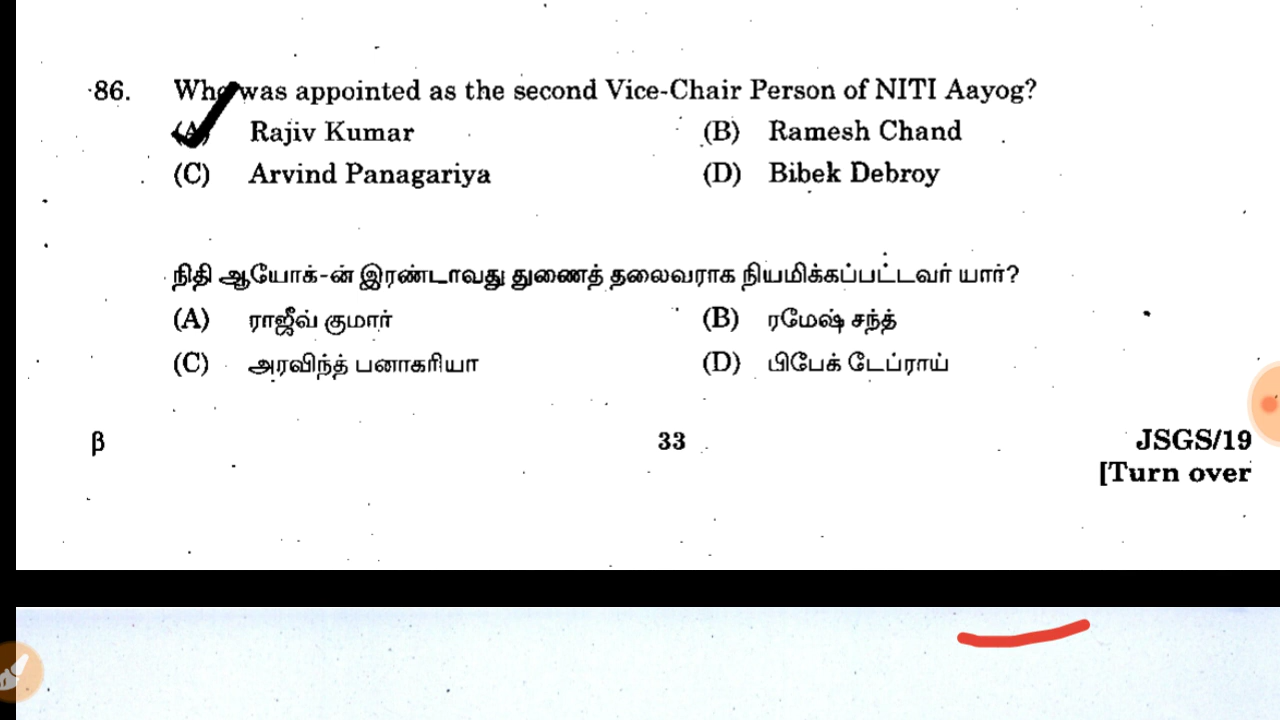 86. Who was appointed as the second Vice-Chair Person of NITI Aayog?
(A) Rajiv Kumar (B) Ramesh Chand
(C) Arvind Panagariya (D) Bibek Debroy
நிதி ஆயோக்-ன் இரண்டாவது துணைத் தலைவராக நியமிக்கப்பட்டவர் யார்?
(A) ராஜீவ் குமார் (B) ரமேஷ் சந்த்
(C) அரவிந்த் பனாகரியா (D) பிபேக் டேப்ராய்
β 33 JSGS/19
[Turn over